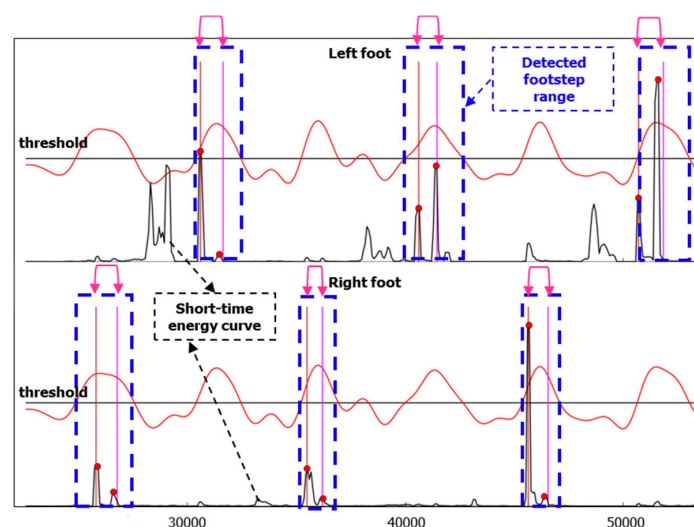 Left foot
Detected
footstep
range
threshold
Right foot
Short-time
energy curve
threshold
30000
40000
50000